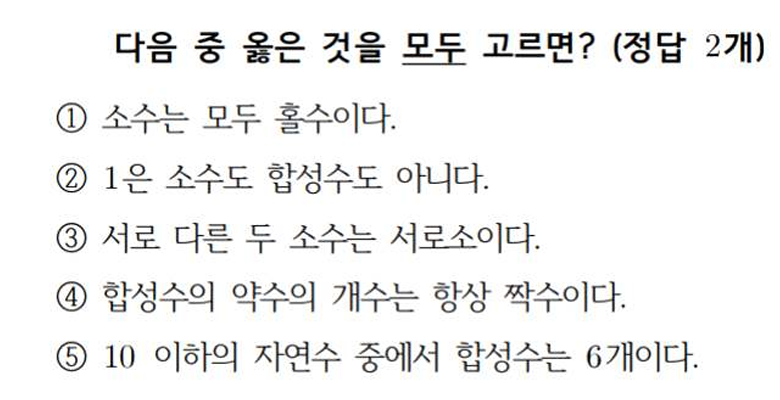 다음 중 옳은 것을 모두 고르면? (정답 2개)
① 소수는 모두 홀수이다.
② 1은 소수도 합성수도 아니다.
③ 서로 다른 두 소수는 서로소이다.
④ 합성수의 약수의 개수는 항상 짝수이다.
⑤ 10 이하의 자연수 중에서 합성수는 6개이다.